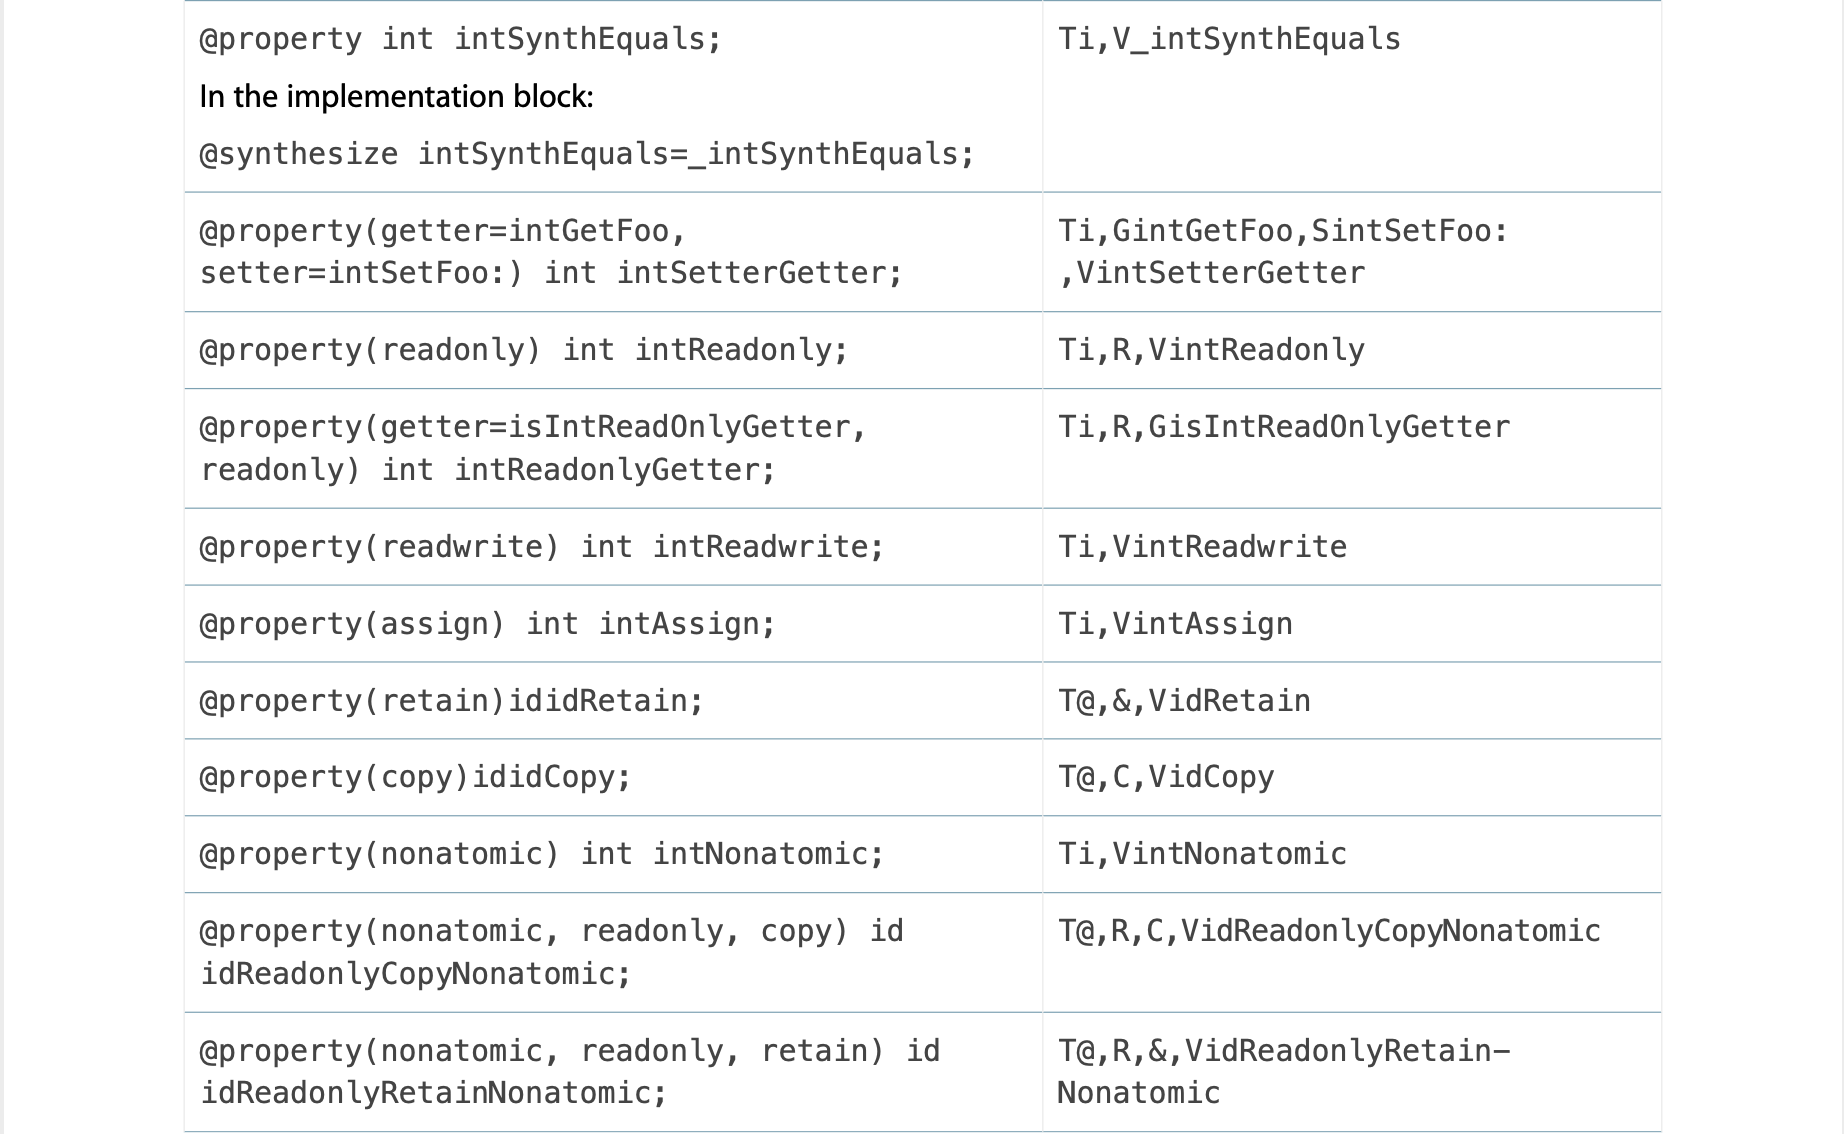 @property int intSynthEquals;
Ti,V_intSynthEquals
In the implementation block:
@synthesize intSynthEquals=_intSynthEquals;
@property(getter=intGetFoo,
setter=intSetFoo:) int intSetterGetter;
Ti,GintGetFoo,SintSetFoo:
,VintSetterGetter
@property(readonly) int intReadonly;
Ti,R,VintReadonly
@property(getter=isIntReadOnlyGetter,
readonly) int intReadonlyGetter;
Ti,R,GisIntReadOnlyGetter
@property(readwrite) int intReadwrite;
Ti,VintReadwrite
@property(assign) int intAssign;
Ti,VintAssign
@property(retain)ididRetain;
T@,&,VidRetain
@property(copy)ididCopy;
T@,C,VidCopy
@property(nonatomic) int intNonatomic;
Ti,VintNonatomic
@property(nonatomic, readonly, copy) id
idReadonlyCopyNonatomic;
T@,R,C,VidReadonlyCopyNonatomic
@property(nonatomic, readonly, retain) id
idReadonlyRetainNonatomic;
T@,R,&,VidReadonlyRetain–
Nonatomic